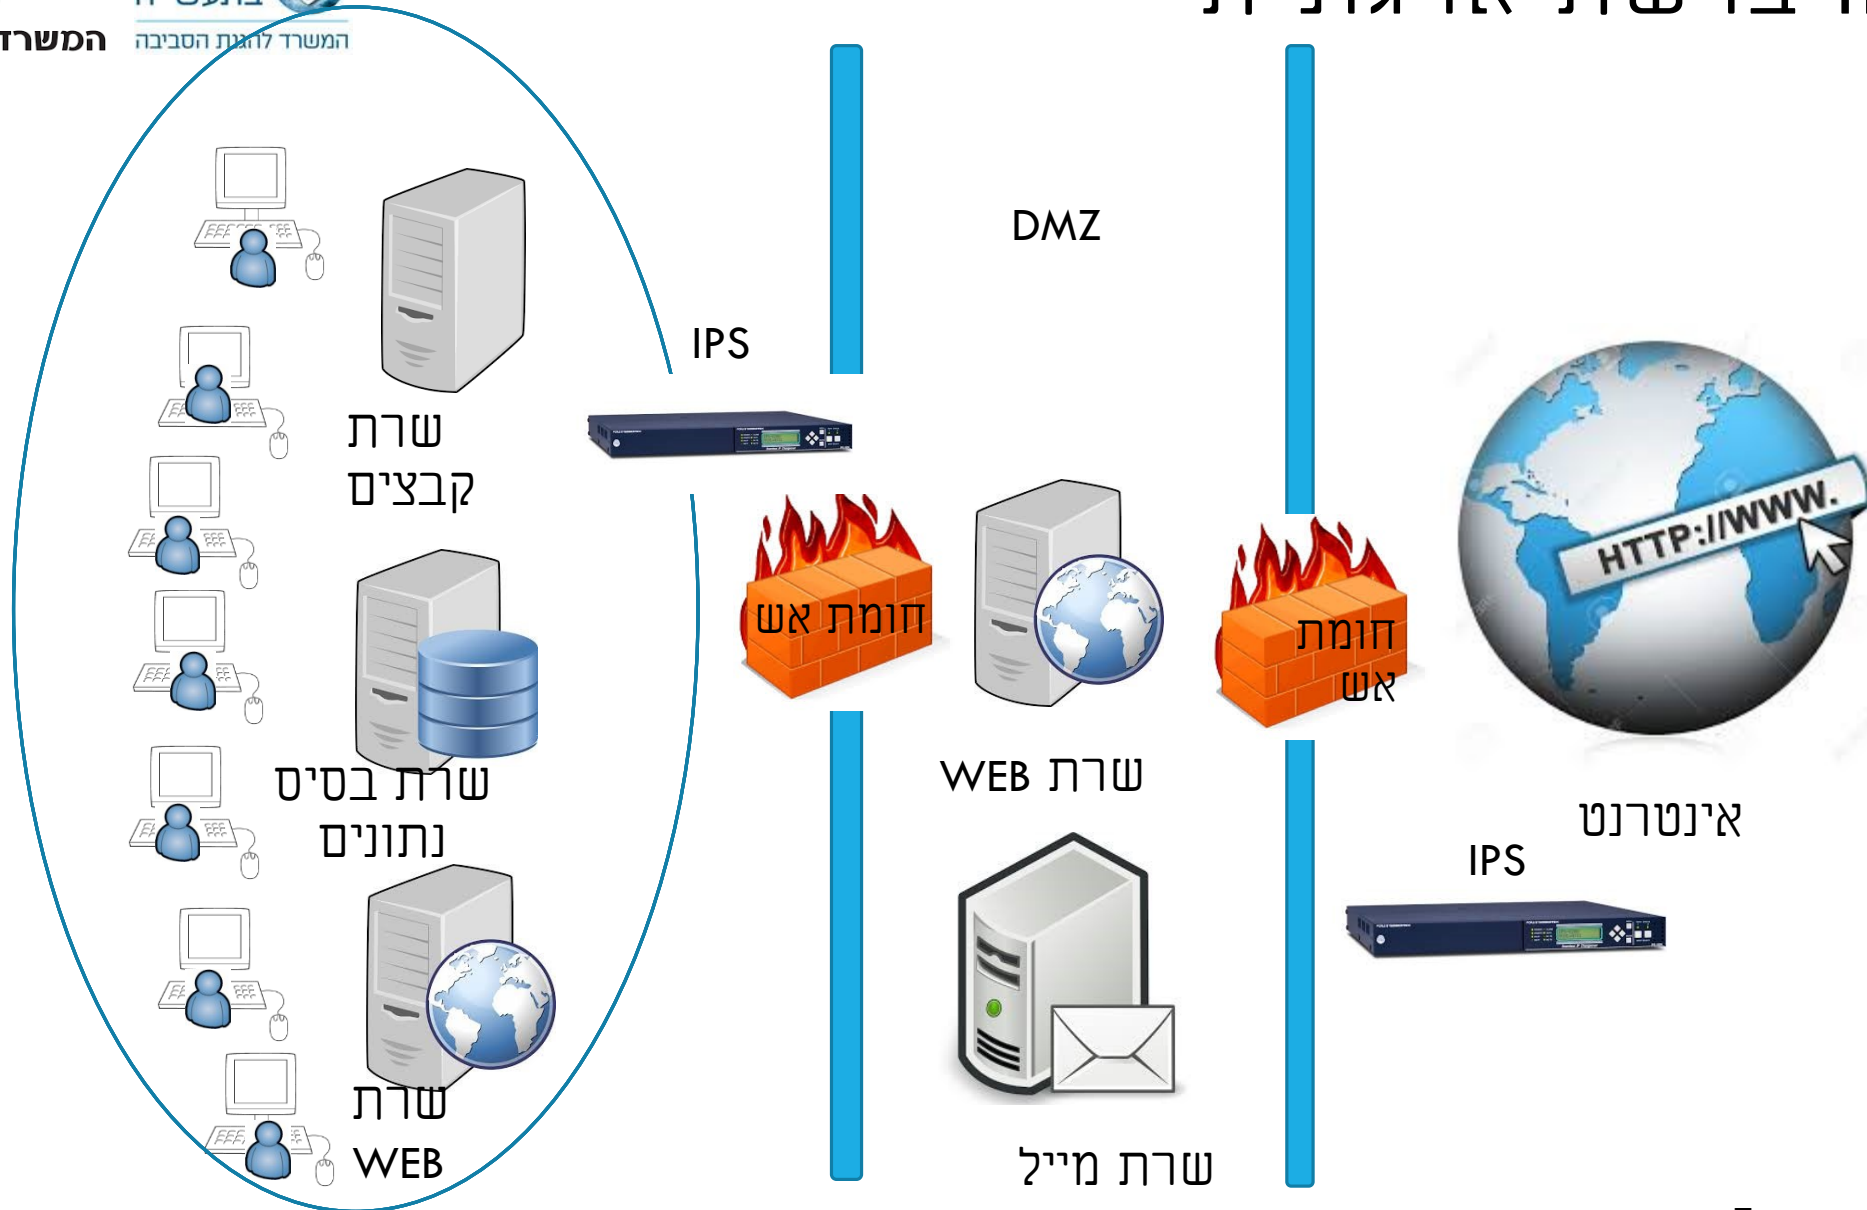 המשרד להגנת הסביבה
המשרד
DMZ
IPS
שרת
קבצים
HTTP://WWW.
חומת אש
חומת
אש
שרת בסיס
נתונים
שרת WEB
אינטרנט
IPS
שרת
WEB
שרת מייל